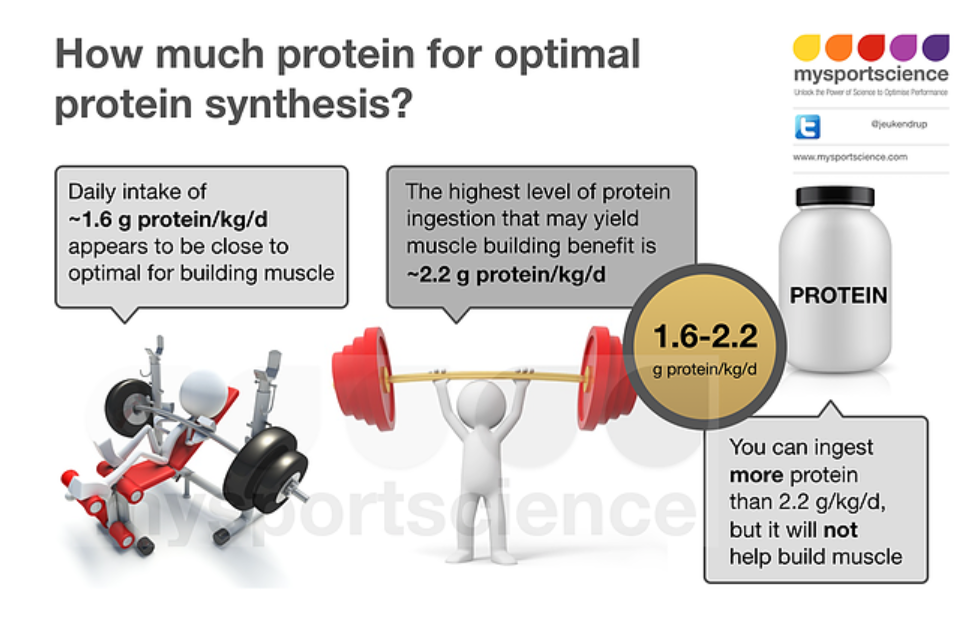 How much protein for optimal
protein synthesis?
mysportscience
Unlock the Power of Science to Optimise Performance
@jeukendrup
www.mysportscience.com
Daily intake of
~1.6 g protein/kg/d
appears to be close to
optimal for building muscle
The highest level of protein
ingestion that may yield
muscle building benefit is
~2.2 g protein/kg/d
1.6-2.2
g protein/kg/d
PROTEIN
You can ingest
more protein
than 2.2 g/kg/d,
but it will not
help build muscle
mysportscience